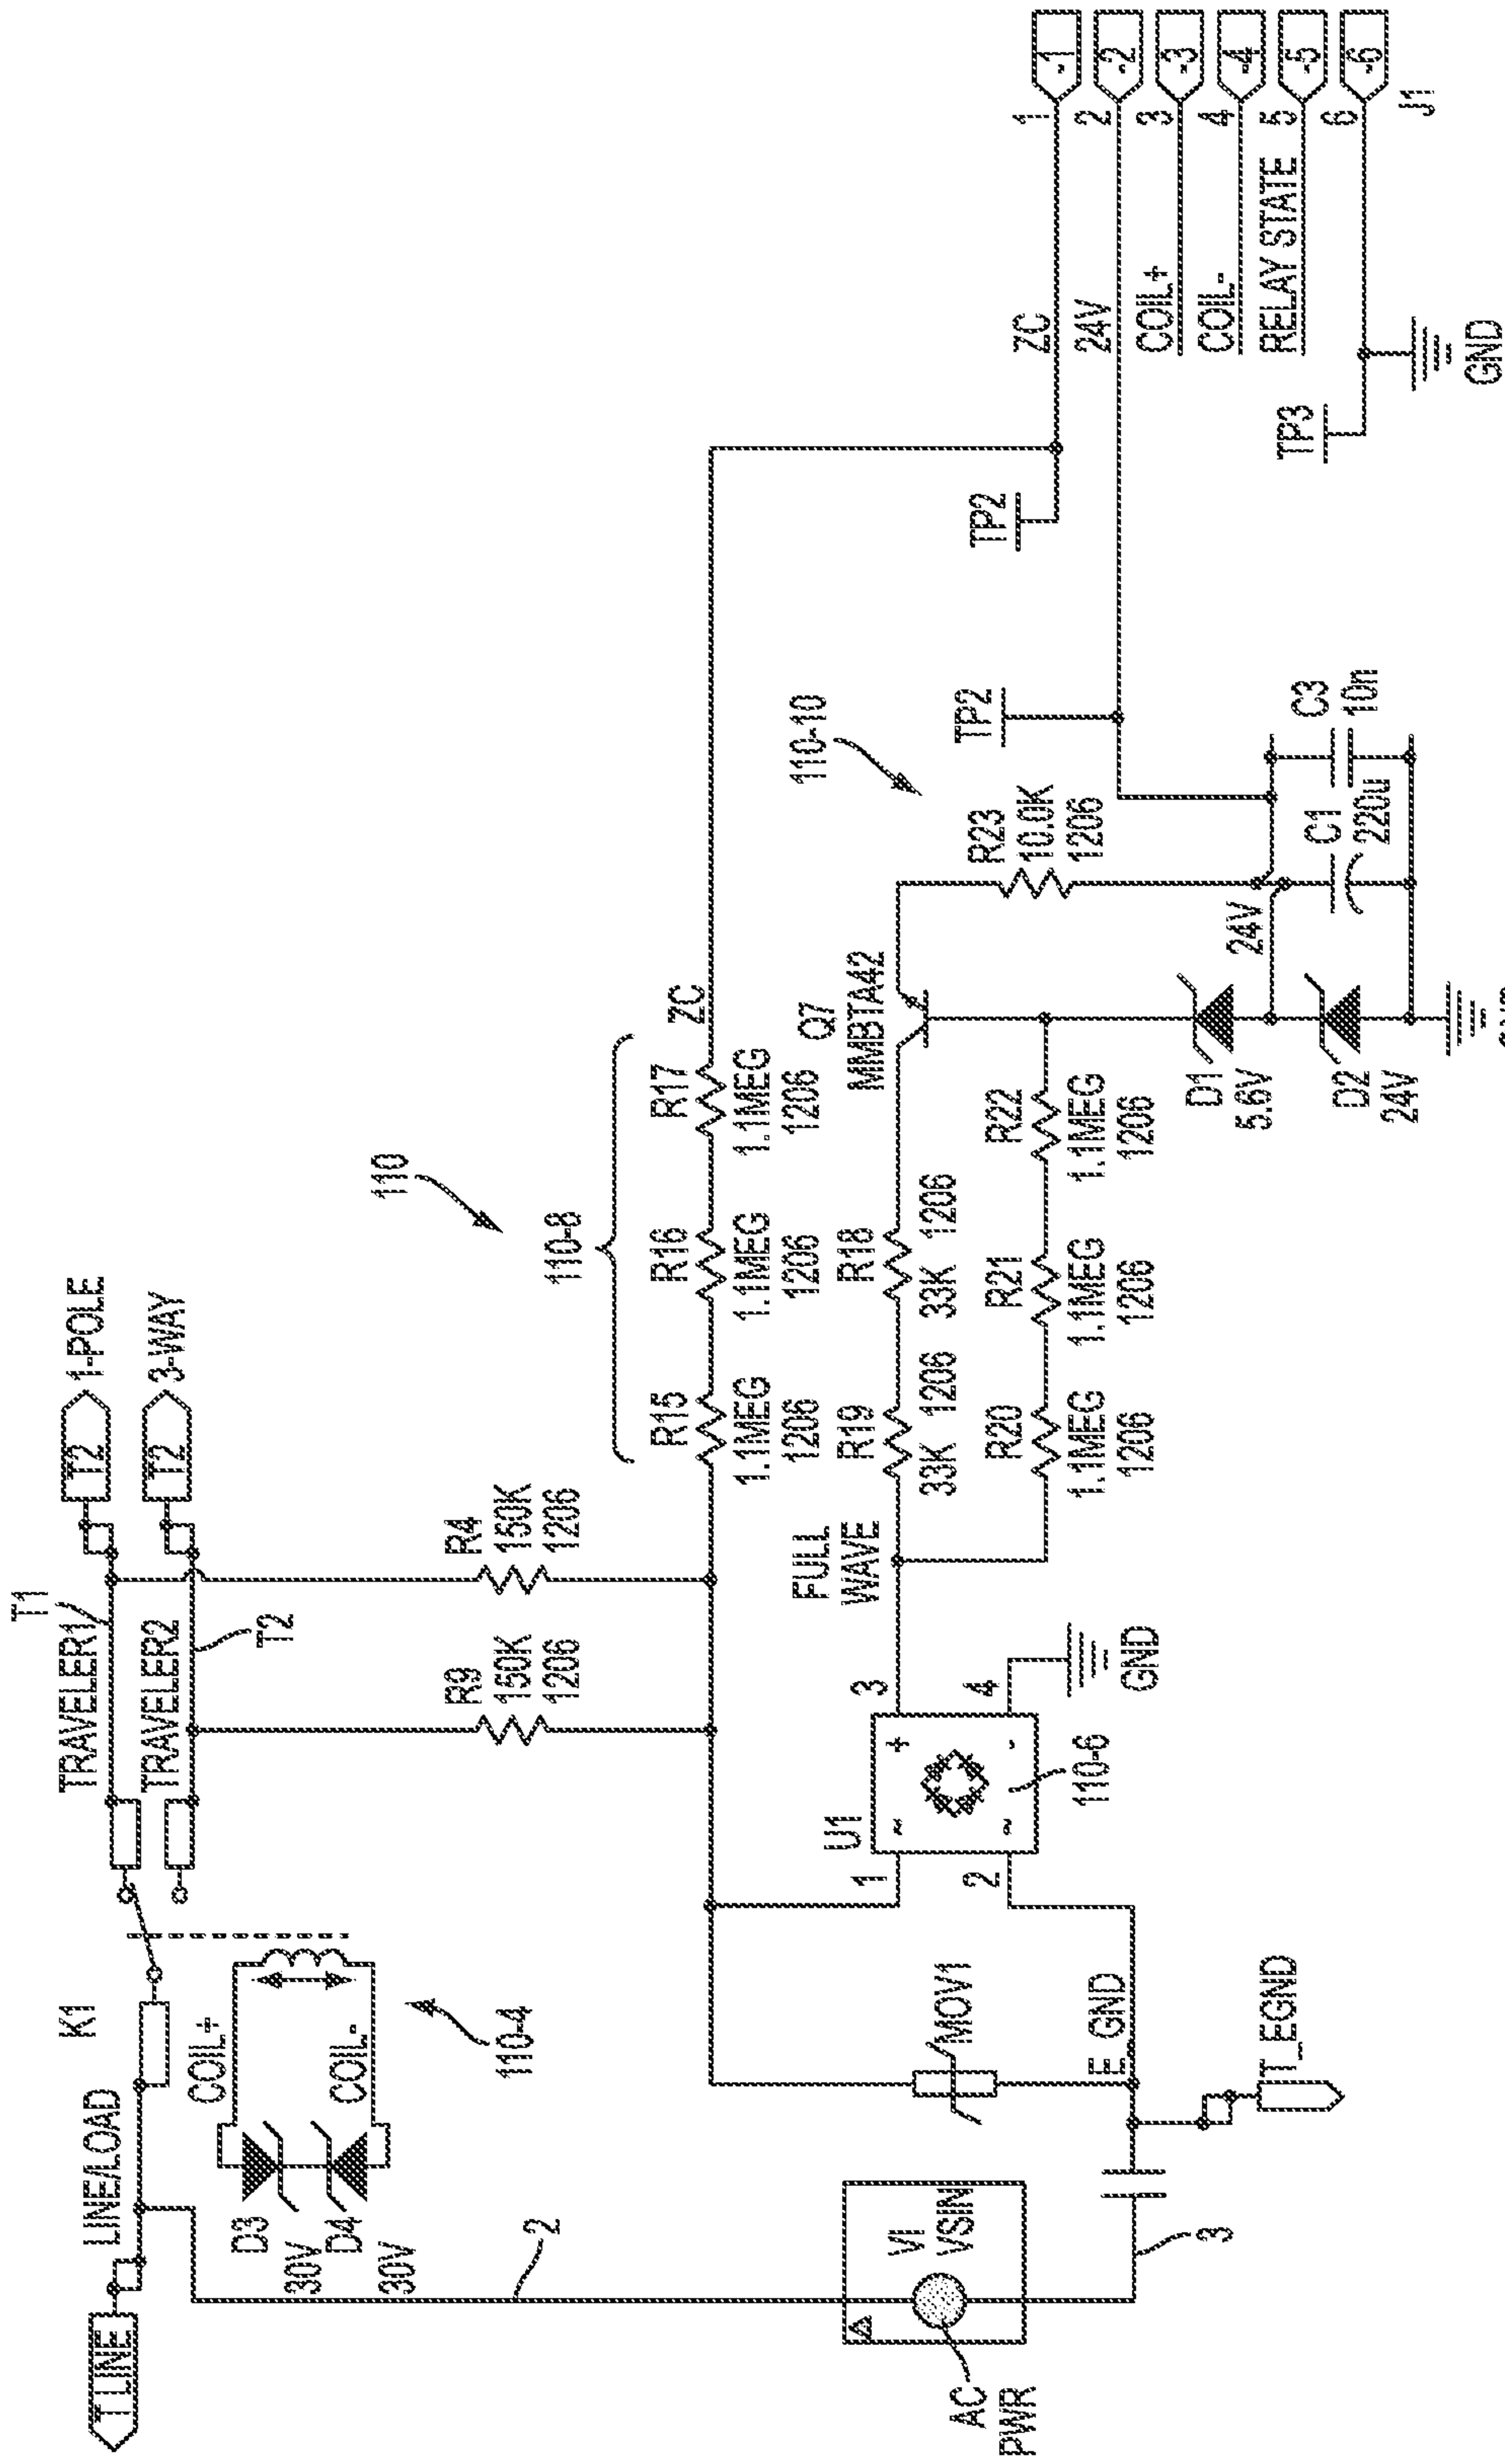 T LINE
LINE/LOAD
K1
T1
TRAVELER1
TRAVELER2
T2
T2
1-POLE
T2
3-WAY
COIL+
COIL-
D3
30V
D4
30V
110-4
2
R9
150K
1206
R4
150K
1206
110
110-8
R15
1.1MEG
1206
R16
1.1MEG
1206
R17
1.1MEG
1206
ZC
AC
PWR
VI
VSIN
3
MOV1
E_GND
T_EGND
U1
1
2
3
4
~
~
+
-
110-6
GND
FULL
WAVE
R19
33K 1206
R18
33K 1206
R20
1.1MEG
1206
R21
1.1MEG
1206
R22
1.1MEG
1206
Q7
MMBTA42
110-10
R23
10.0K
1206
D1
5.6V
D2
24V
24V
C1
220u
C3
10n
TP2
TP2
TP3
GND
ZC
1
-1
24V
2
-2
COIL+
3
-3
COIL-
4
-4
RELAY STATE
5
-5
6
-6
J1